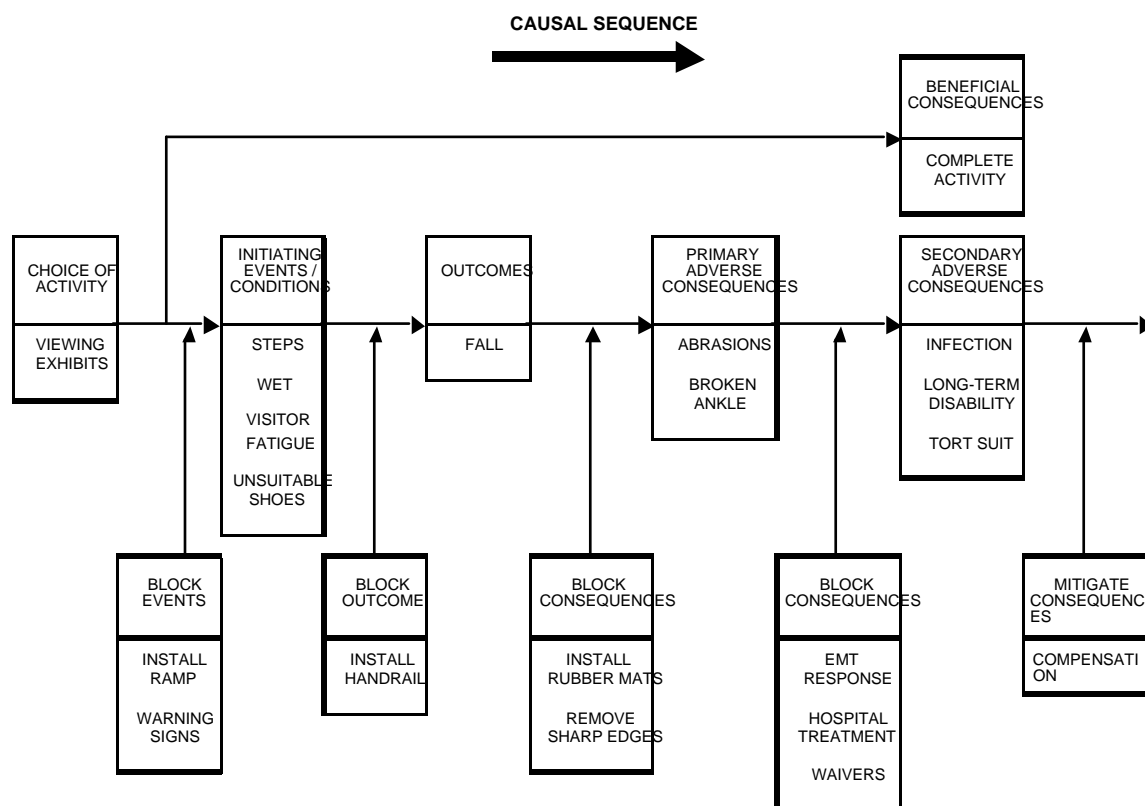 CAUSAL SEQUENCE
BENEFICIAL
CONSEQUENCES
COMPLETE
ACTIVITY
CHOICE OF
ACTIVITY
VIEWING
EXHIBITS
INITIATING
EVENTS /
CONDITIONS
STEPS
WET
VISITOR
FATIGUE
UNSUITABLE
SHOES
OUTCOMES
FALL
PRIMARY
ADVERSE
CONSEQUENCES
ABRASIONS
BROKEN
ANKLE
SECONDARY
ADVERSE
CONSEQUENCES
INFECTION
LONG-TERM
DISABILITY
TORT SUIT
BLOCK
EVENTS
INSTALL
RAMP
WARNING
SIGNS
BLOCK
OUTCOME
INSTALL
HANDRAIL
BLOCK
CONSEQUENCES
INSTALL
RUBBER MATS
REMOVE
SHARP EDGES
BLOCK
CONSEQUENCES
EMT
RESPONSE
HOSPITAL
TREATMENT
WAIVERS
MITIGATE
CONSEQUENC
ES
COMPENSATI
ON